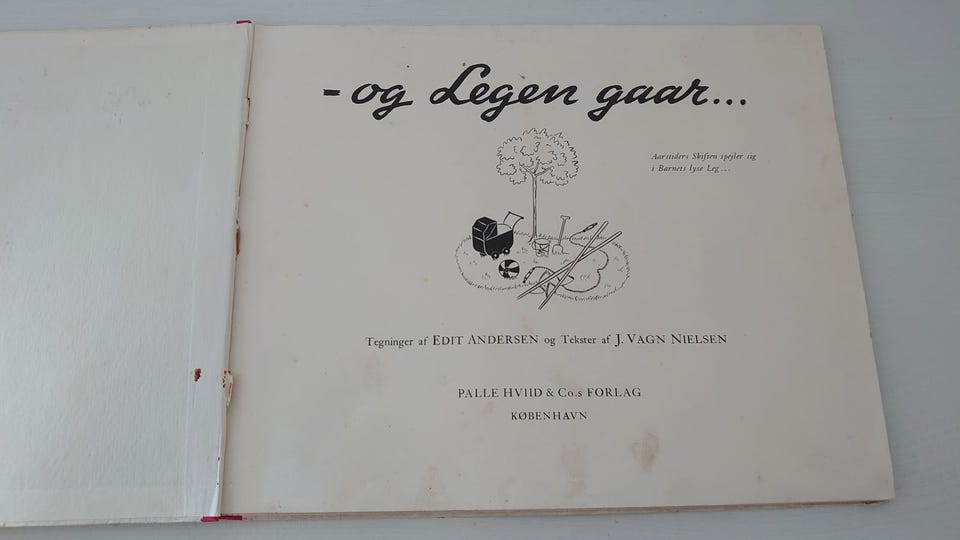 - og Legen gaar...
Aarstiders Skiften spejler sig
i Barnets lyse Leg...
Tegninger af EDIT ANDERSEN og Tekster af J. VAGN NIELSEN
PALLE HVIID & Co.s FORLAG
KØBENHAVN